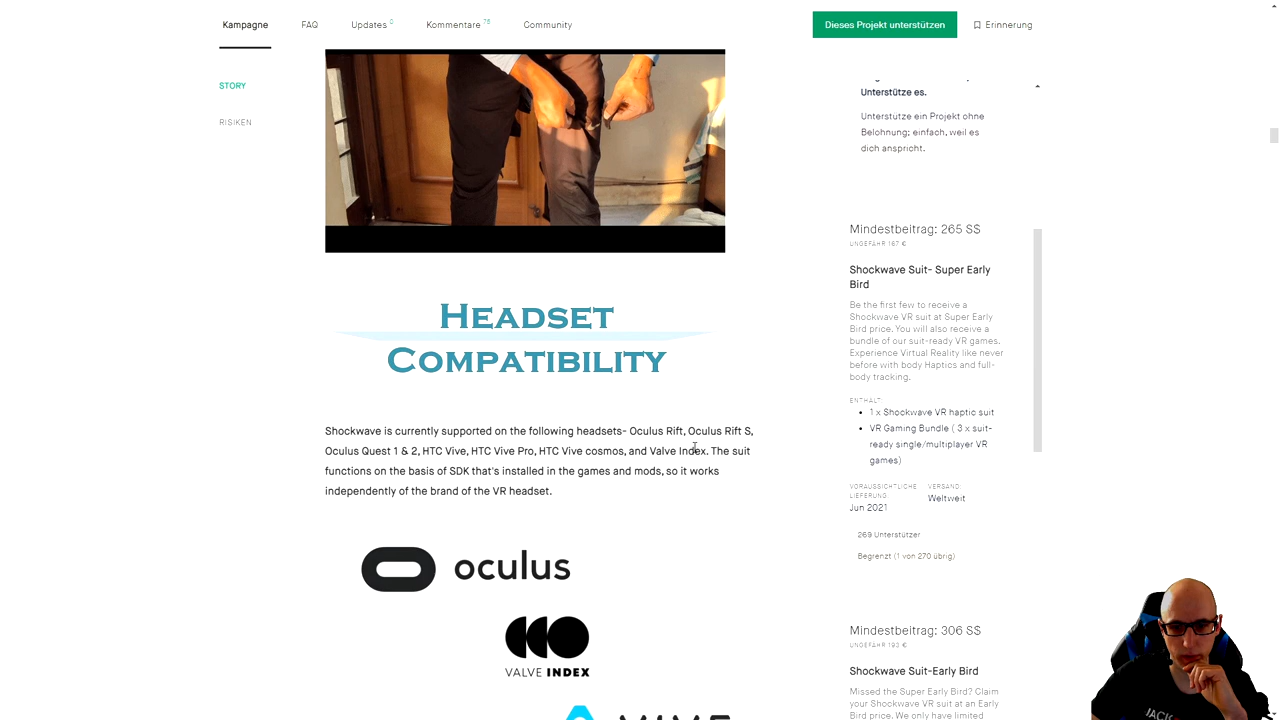 Kampagne
FAQ
Updates 0
Kommentare 75
Community
Dieses Projekt unterstützen
Erinnerung
STORY
RISIKEN
HEADSET
COMPATIBILITY
Shockwave is currently supported on the following headsets- Oculus Rift, Oculus Rift S,
Oculus Quest 1 & 2, HTC Vive, HTC Vive Pro, HTC Vive cosmos, and Valve Index. The suit
functions on the basis of SDK that's installed in the games and mods, so it works
independently of the brand of the VR headset.
oculus
VALVE INDEX
VIVE
Unterstütze es.
Unterstütze ein Projekt ohne
Belohnung; einfach, weil es
dich anspricht.
Mindestbeitrag: 265 S$
UNGEFÄHR 167 €
Shockwave Suit- Super Early
Bird
Be the first few to receive a
Shockwave VR suit at Super Early
Bird price. You will also receive a
bundle of our suit-ready VR games.
Experience Virtual Reality like never
before with body Haptics and full-
body tracking.
ENTHÄLT:
1 x Shockwave VR haptic suit
VR Gaming Bundle ( 3 x suit-
ready single/multiplayer VR
games)
VORAUSSICHTLICHE
LIEFERUNG
Jun 2021
VERSAND:
Weltweit
269 Unterstützer
Begrenzt (1 von 270 übrig)
Mindestbeitrag: 306 S$
UNGEFÄHR 192 €
Shockwave Suit-Early Bird
Missed the Super Early Bird? Claim
your Shockwave VR suit at an Early
Bird price. We only have limited
JACK